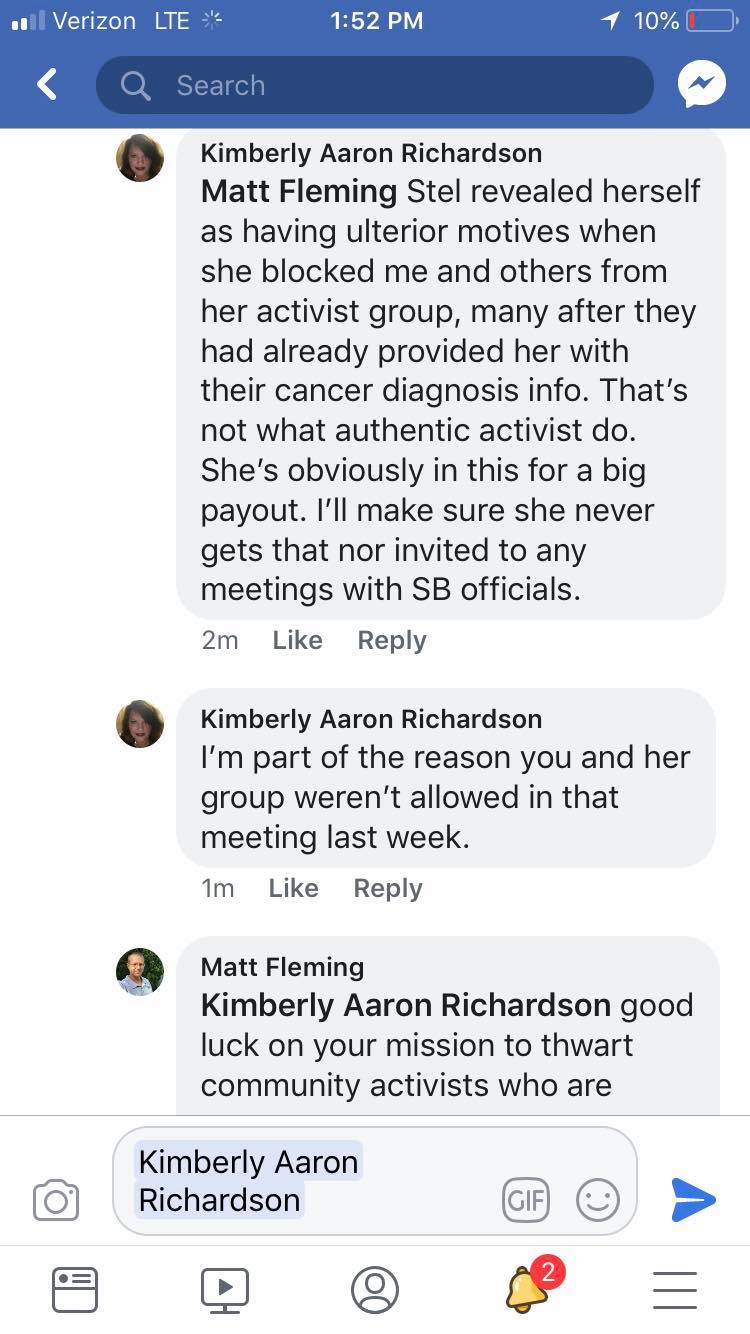 Verizon LTE 1:52 PM 10%
Search
Kimberly Aaron Richardson
Matt Fleming Stel revealed herself
as having ulterior motives when
she blocked me and others from
her activist group, many after they
had already provided her with
their cancer diagnosis info. That’s
not what authentic activist do.
She’s obviously in this for a big
payout. I’ll make sure she never
gets that nor invited to any
meetings with SB officials.
2m Like Reply
Kimberly Aaron Richardson
I’m part of the reason you and her
group weren’t allowed in that
meeting last week.
1m Like Reply
Matt Fleming
Kimberly Aaron Richardson good
luck on your mission to thwart
community activists who are
Kimberly Aaron
Richardson
GIF
2